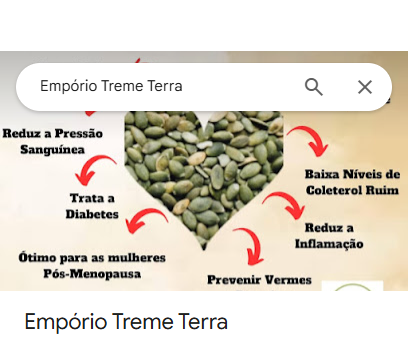 Empório Treme Terra
Reduz a Pressão
Sanguínea
Baixa Níveis de
Coleterol Ruim
Trata a
Diabetes
Reduz a
Inflamação
Ótimo para as mulheres
Pós-Menopausa
Prevenir Vermes
Empório Treme Terra